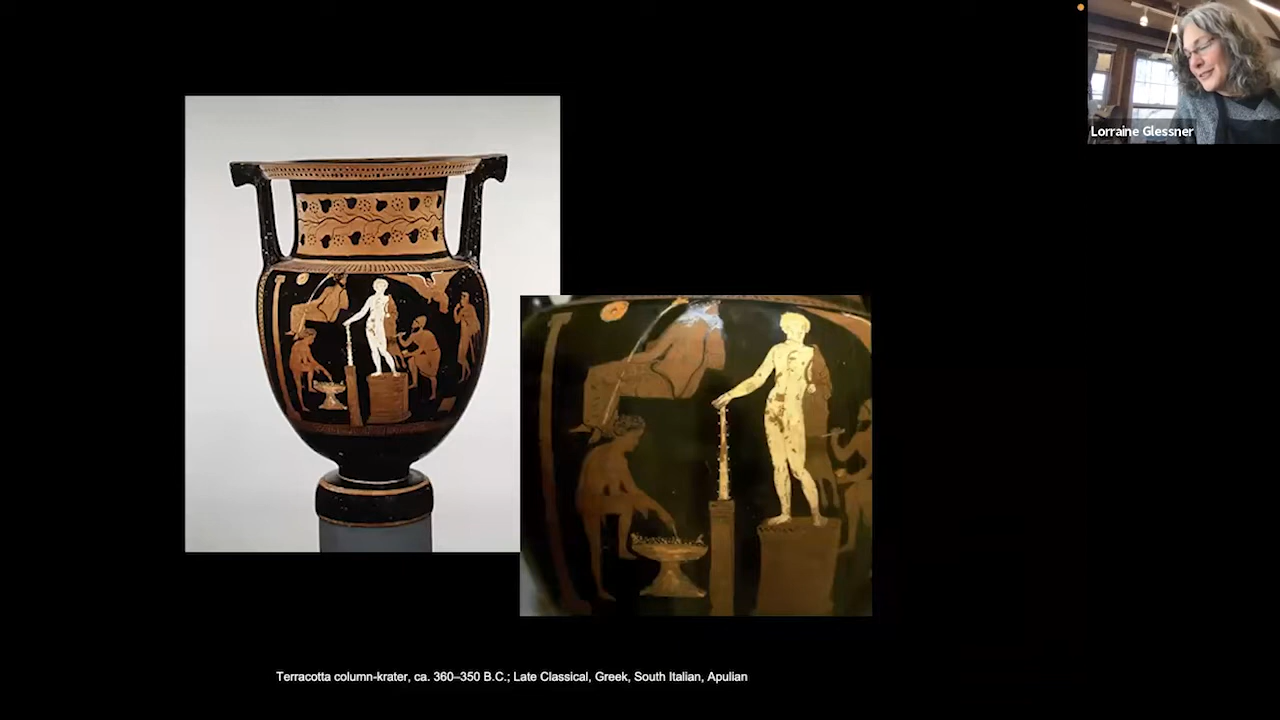 Lorraine Glessner
Terracotta column-krater, ca. 360–350 B.C.; Late Classical, Greek, South Italian, Apulian